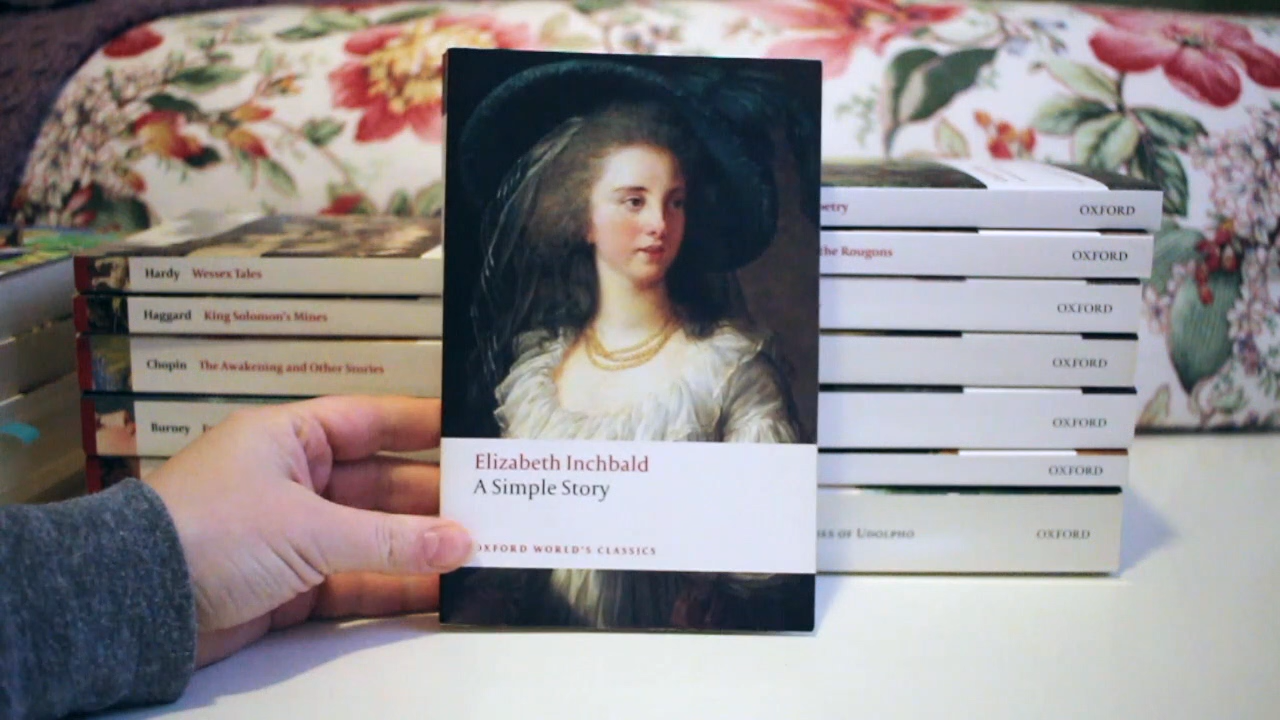 Hardy Wessex Tales
Haggard King Solomon's Mines
Chopin The Awakening and Other Stories
Burney
Elizabeth Inchbald
A Simple Story
OXFORD WORLD'S CLASSICS
etry OXFORD
the Rougons OXFORD
OXFORD
OXFORD
OXFORD
OXFORD
OF UDOLPHO OXFORD